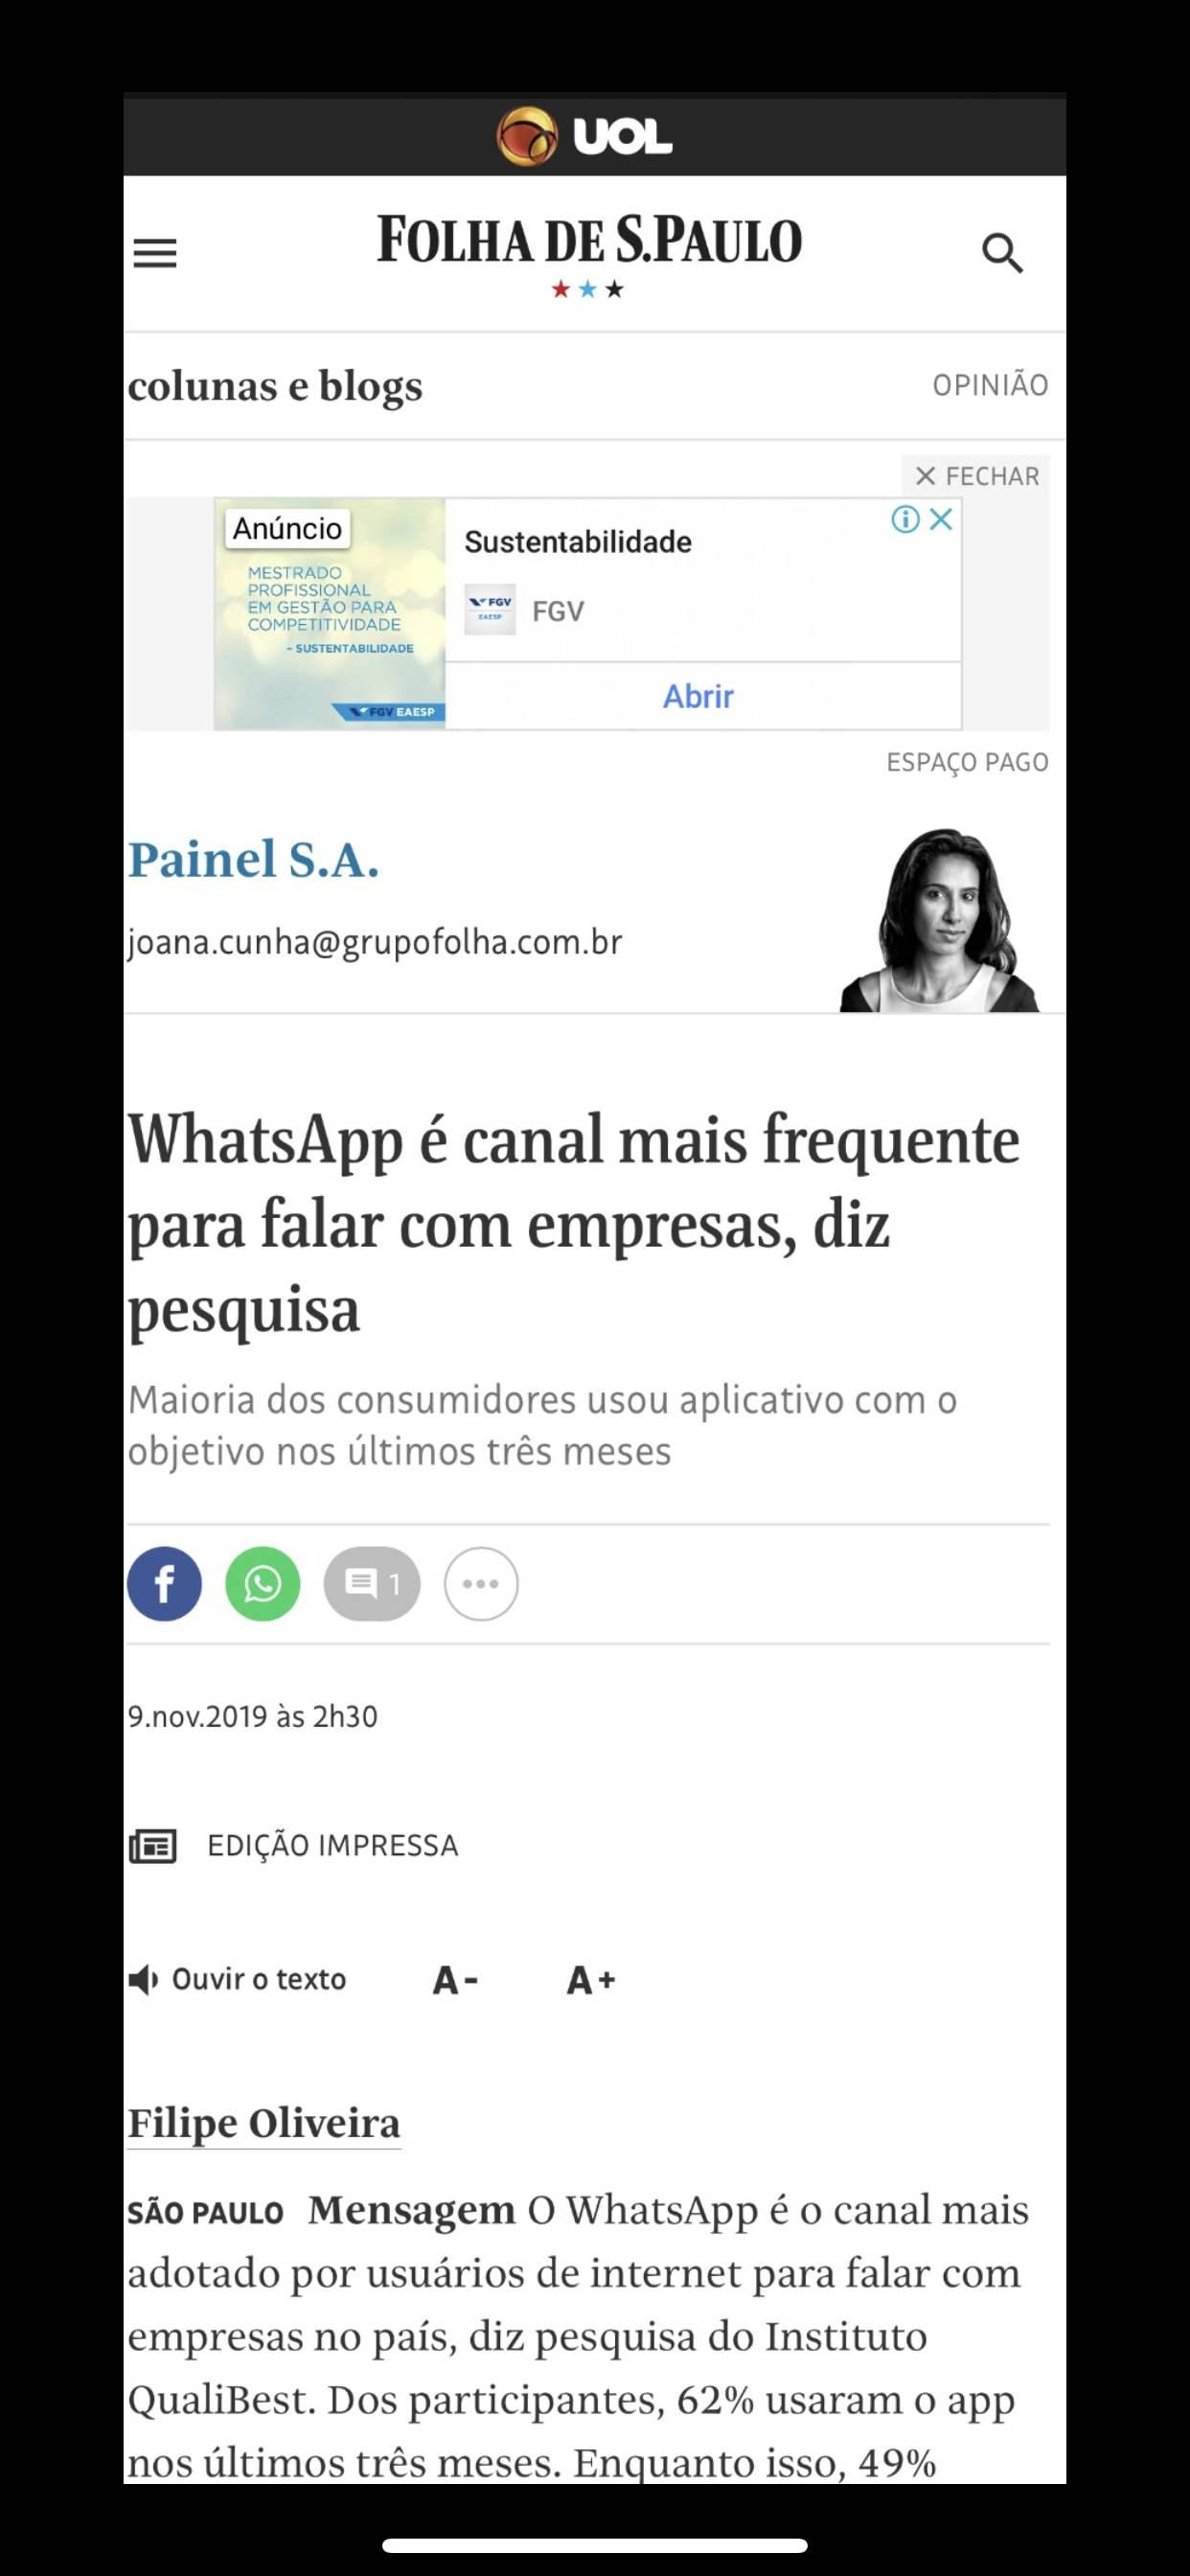 UOL
FOLHA DE S.PAULO
colunas e blogs
OPINIÃO
FECHAR
Anúncio
MESTRADO
PROFISSIONAL
EM GESTÃO PARA
COMPETITIVIDADE
- SUSTENTABILIDADE
FGV EAESP
Sustentabilidade
FGV
EAESP
FGV
Abrir
ESPAÇO PAGO
Painel S.A.
joana.cunha@grupofolha.com.br
WhatsApp é canal mais frequente
para falar com empresas, diz
pesquisa
Maioria dos consumidores usou aplicativo com o
objetivo nos últimos três meses
1
9.nov.2019 às 2h30
EDIÇÃO IMPRESSA
Ouvir o texto A- A+
Filipe Oliveira
SÃO PAULO Mensagem O WhatsApp é o canal mais
adotado por usuários de internet para falar com
empresas no país, diz pesquisa do Instituto
QualiBest. Dos participantes, 62% usaram o app
nos últimos três meses. Enquanto isso, 49%